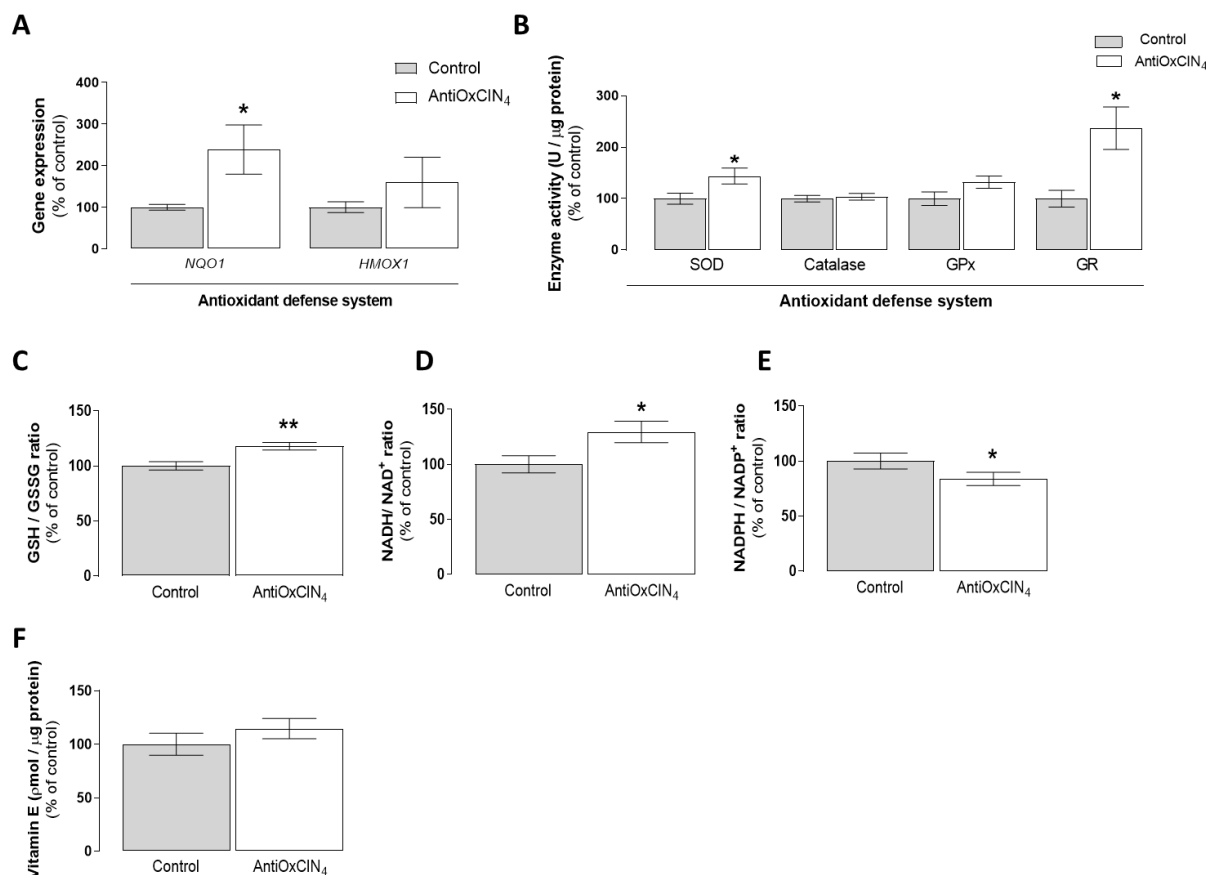 A
Gene expression
(% of control)
400
300
200
100
0
Control
AntiOxCIN4
*
NQO1
HMOX1
Antioxidant defense system
B
Enzyme activity (U / µg protein)
(% of control)
300
200
100
0
Control
AntiOxCIN4
*
*
SOD
Catalase
GPx
GR
Antioxidant defense system
C
GSH / GSSG ratio
(% of control)
150
100
50
0
**
Control
AntiOxCIN4
D
NADH/ NAD+ ratio
(% of control)
150
100
50
0
*
Control
AntiOxCIN4
E
NADPH / NADP+ ratio
(% of control)
150
100
50
0
*
Control
AntiOxCIN4
F
Vitamin E (ρmol / µg protein)
(% of control)
150
100
50
0
Control
AntiOxCIN4